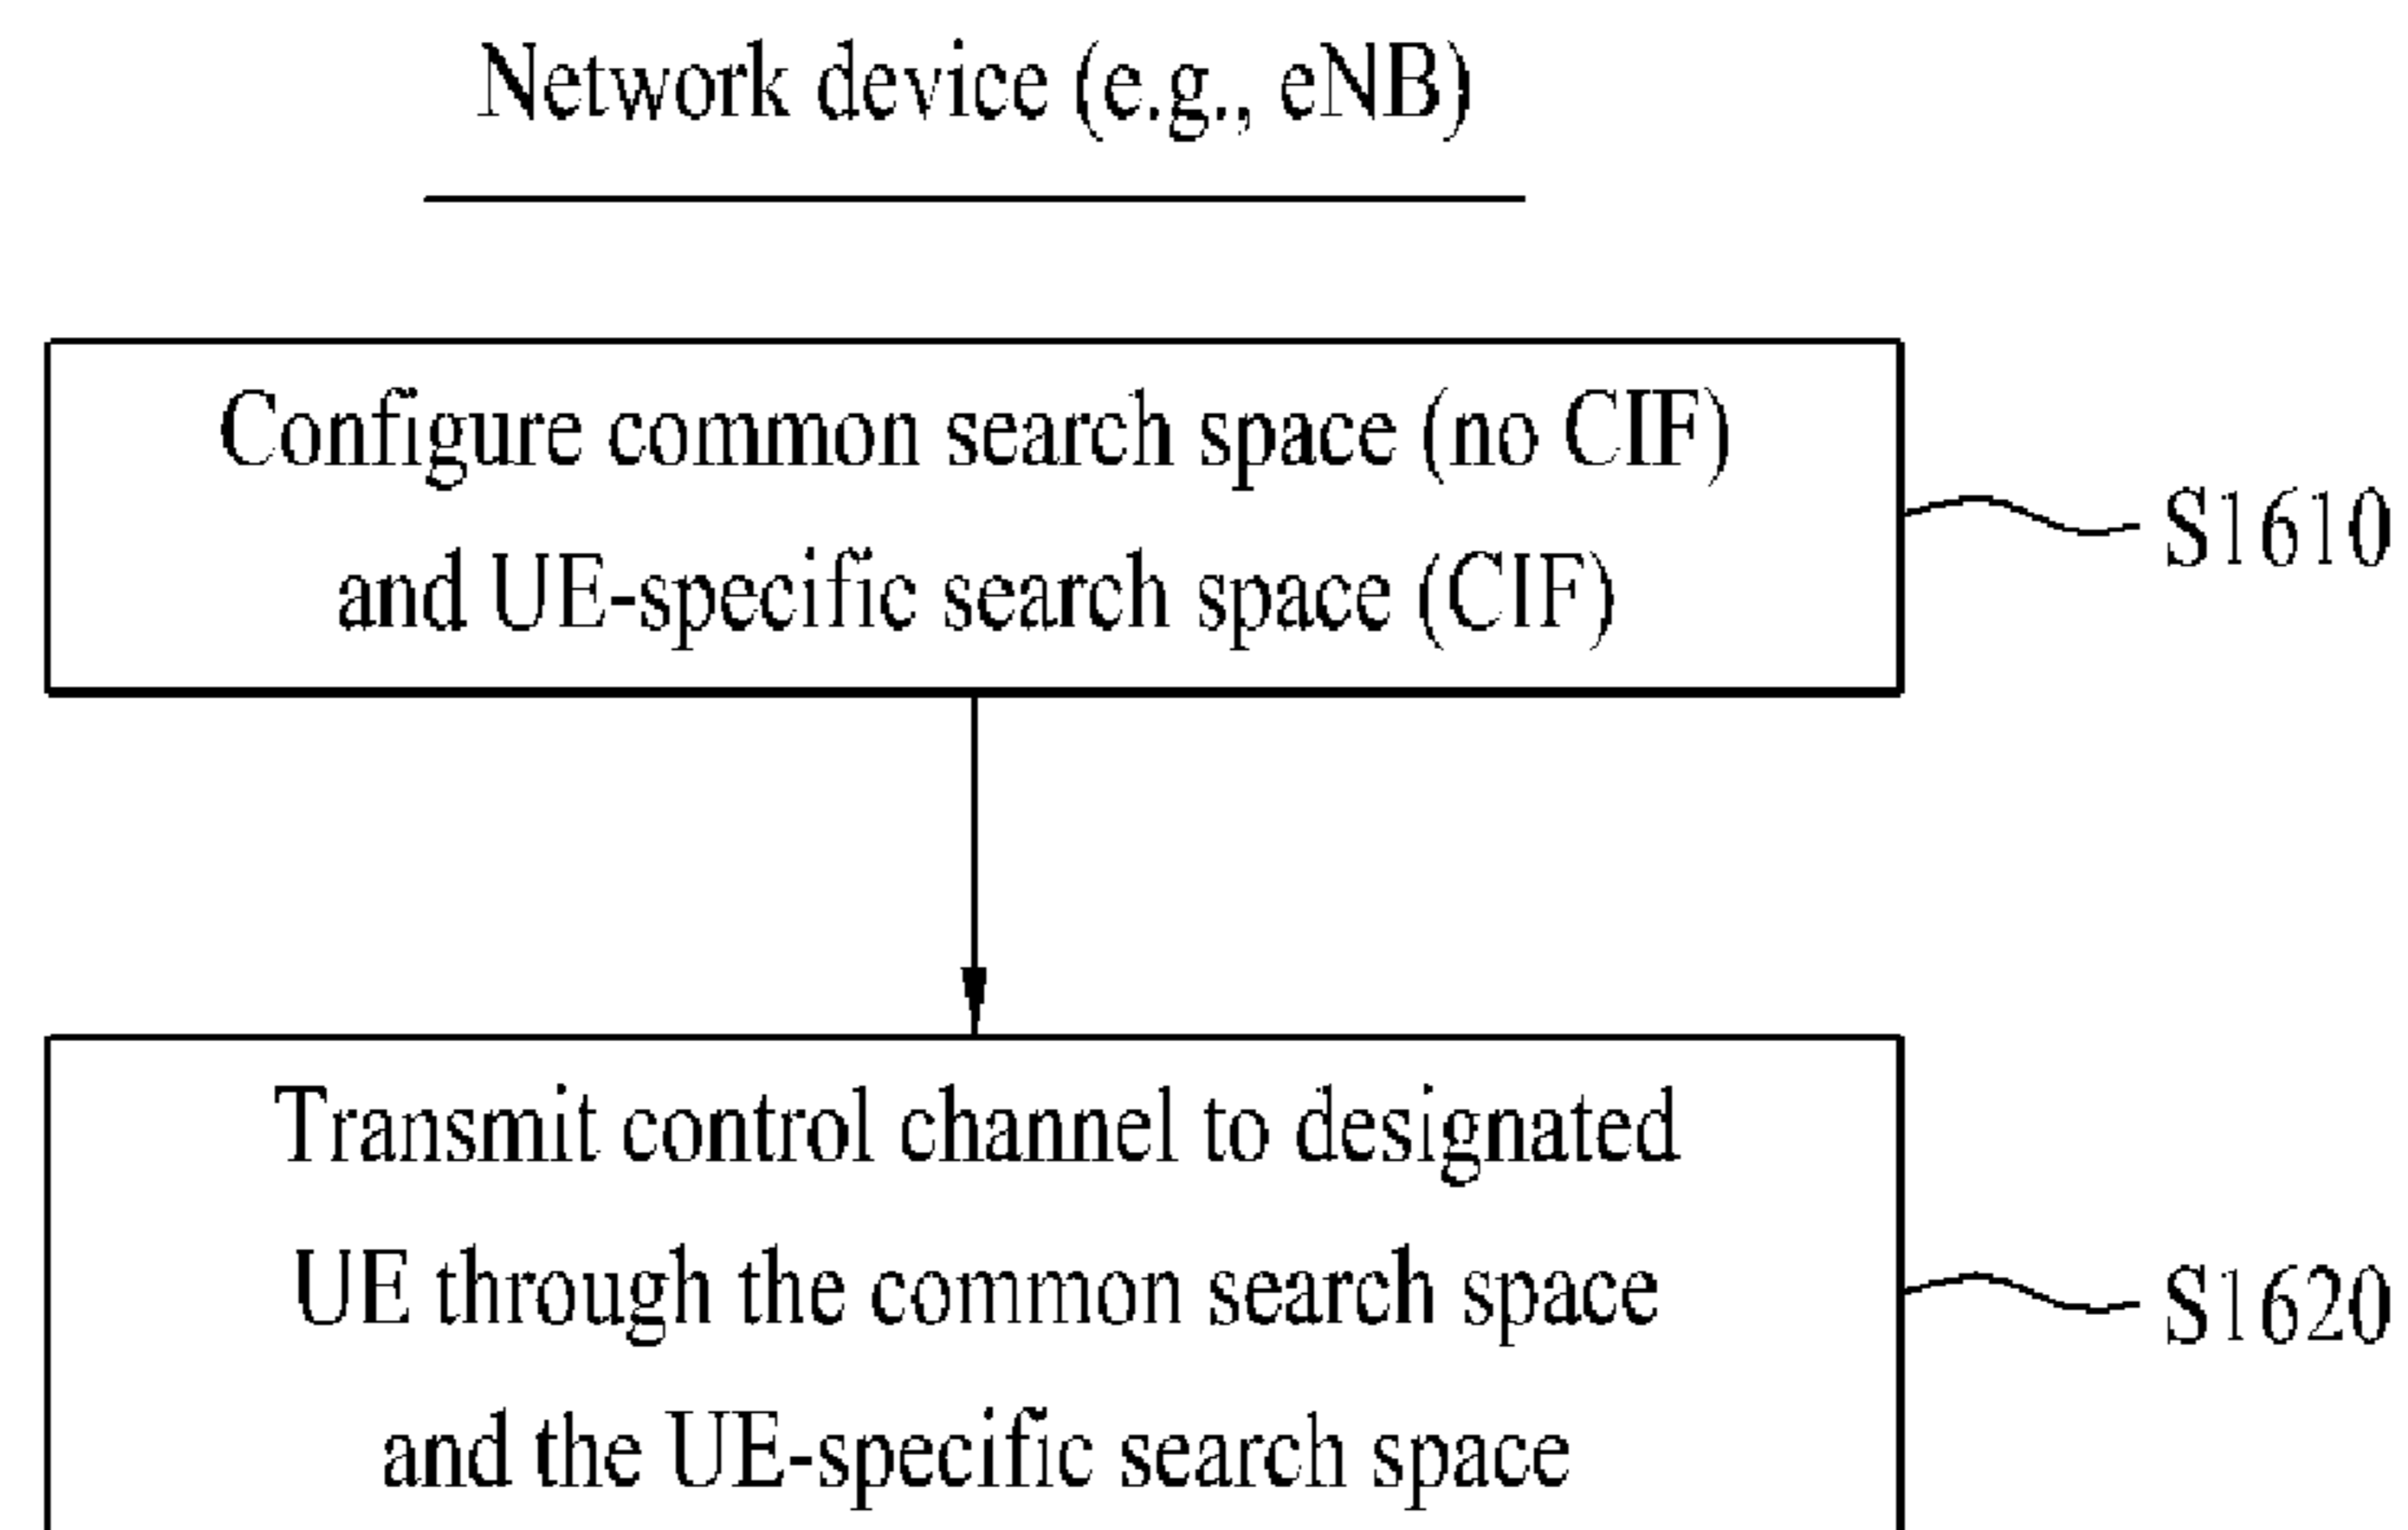 Network device (e.g., eNB)
Configure common search space (no CIF)
and UE-specific search space (CIF)
S1610
Transmit control channel to designated
UE through the common search space
and the UE-specific search space
S1620